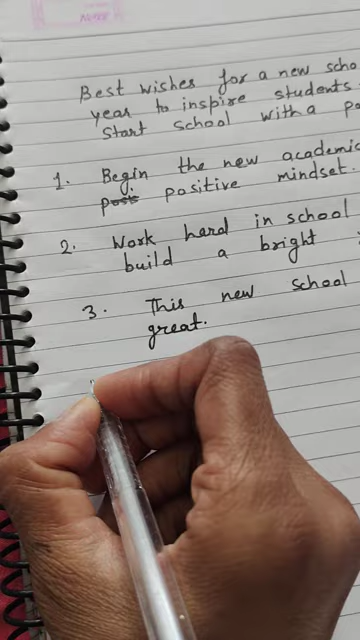 Best wishes for a new scho
year to inspire students.
Start school with a po
1. Begin the new academic
positive mindset.
2. Work hard in school
build a bright
3. This new school
great.